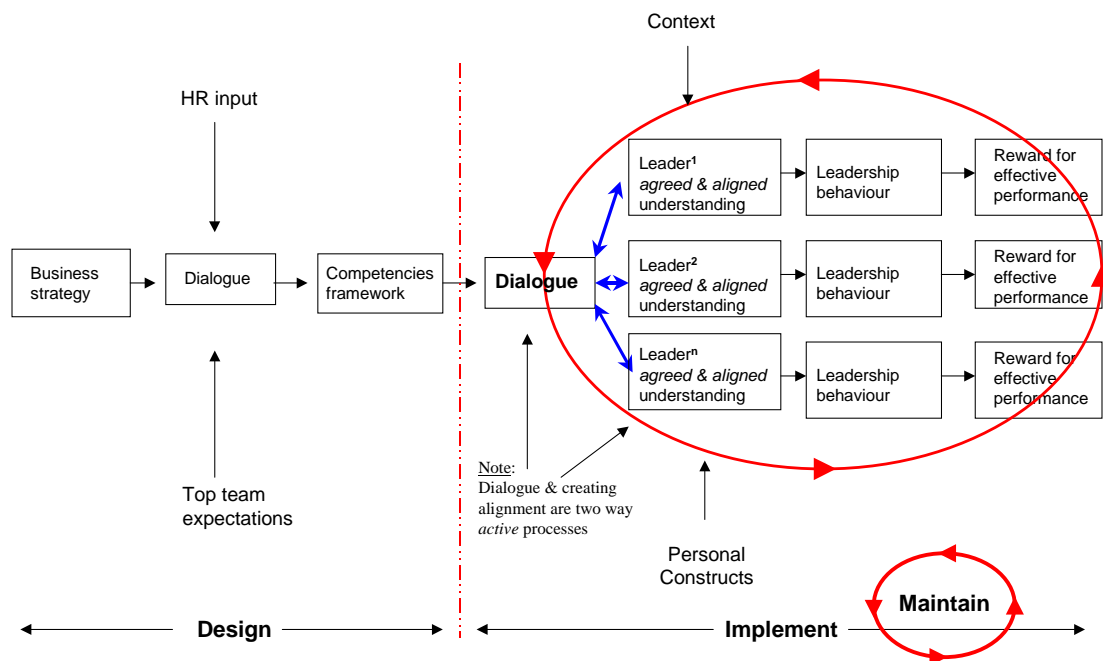 Context
HR input
Leader¹
agreed & aligned
understanding
Leadership
behaviour
Reward for
effective
performance
Business
strategy
Dialogue
Competencies
framework
Dialogue
Leader²
agreed & aligned
understanding
Leadership
behaviour
Reward for
effective
performance
Leaderⁿ
agreed & aligned
understanding
Leadership
behaviour
Reward for
effective
performance
Note:
Dialogue & creating
alignment are two way
active processes
Top team
expectations
Personal
Constructs
Maintain
Design
Implement